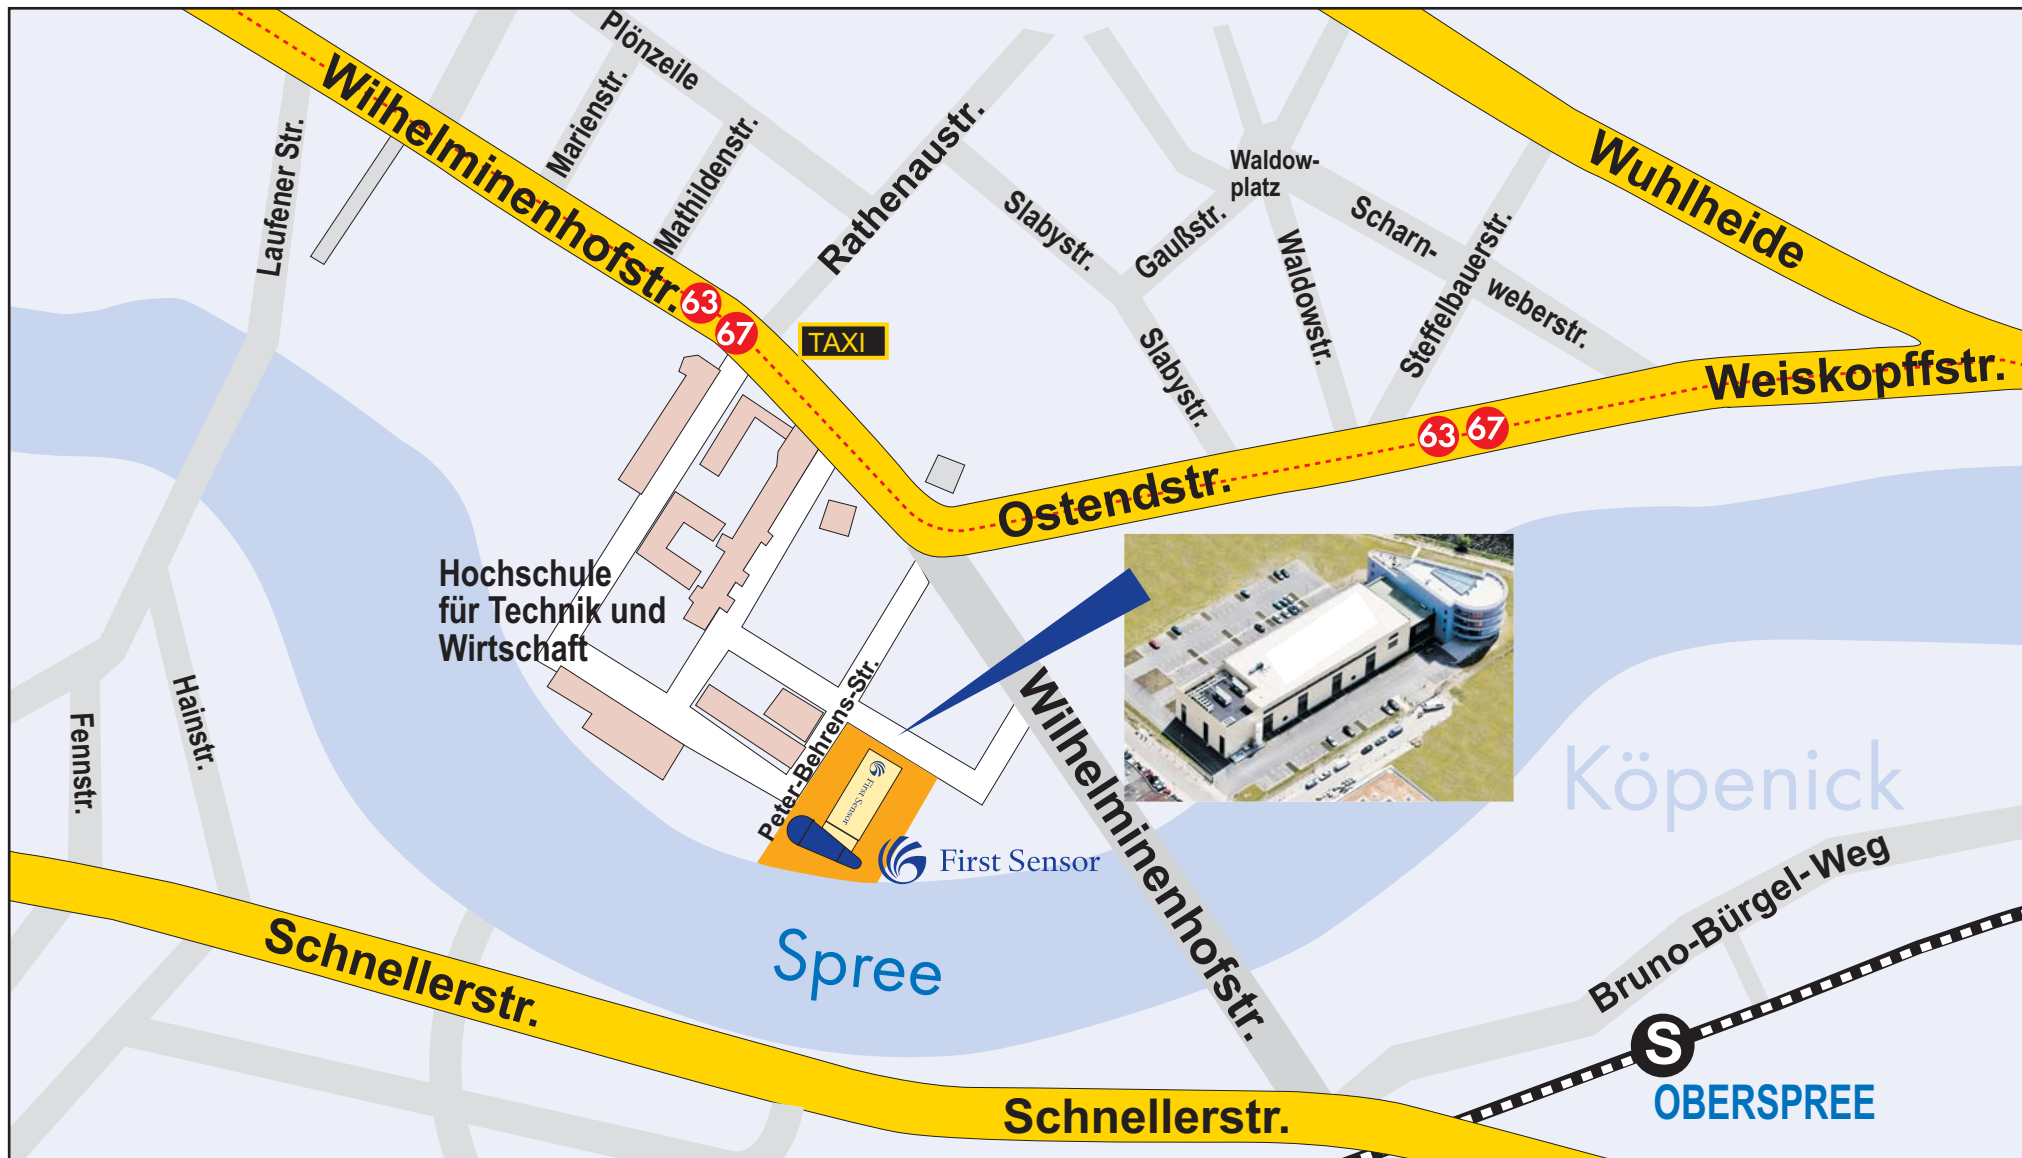 Plönzeile
Wilhelminenhofstr.
Marienstr.
Mathildenstr.
Laufener Str.
Rathenaustr.
Slabystr.
Gaußstr.
Waldow-
platz
Waldowstr.
Scharn-
weberstr.
Steffelbauerstr.
Wuhlheide
Slabystr.
63
67
TAXI
Weiskopffstr.
63
67
Ostendstr.
Hochschule
für Technik und
Wirtschaft
Peter-Behrens-Str.
Wilhelminenhofstr.
Hainstr.
Fennstr.
First Sensor
First Sensor
Köpenick
Spree
Bruno-Bürgel-Weg
S
OBERSPREE
Schnellerstr.
Schnellerstr.